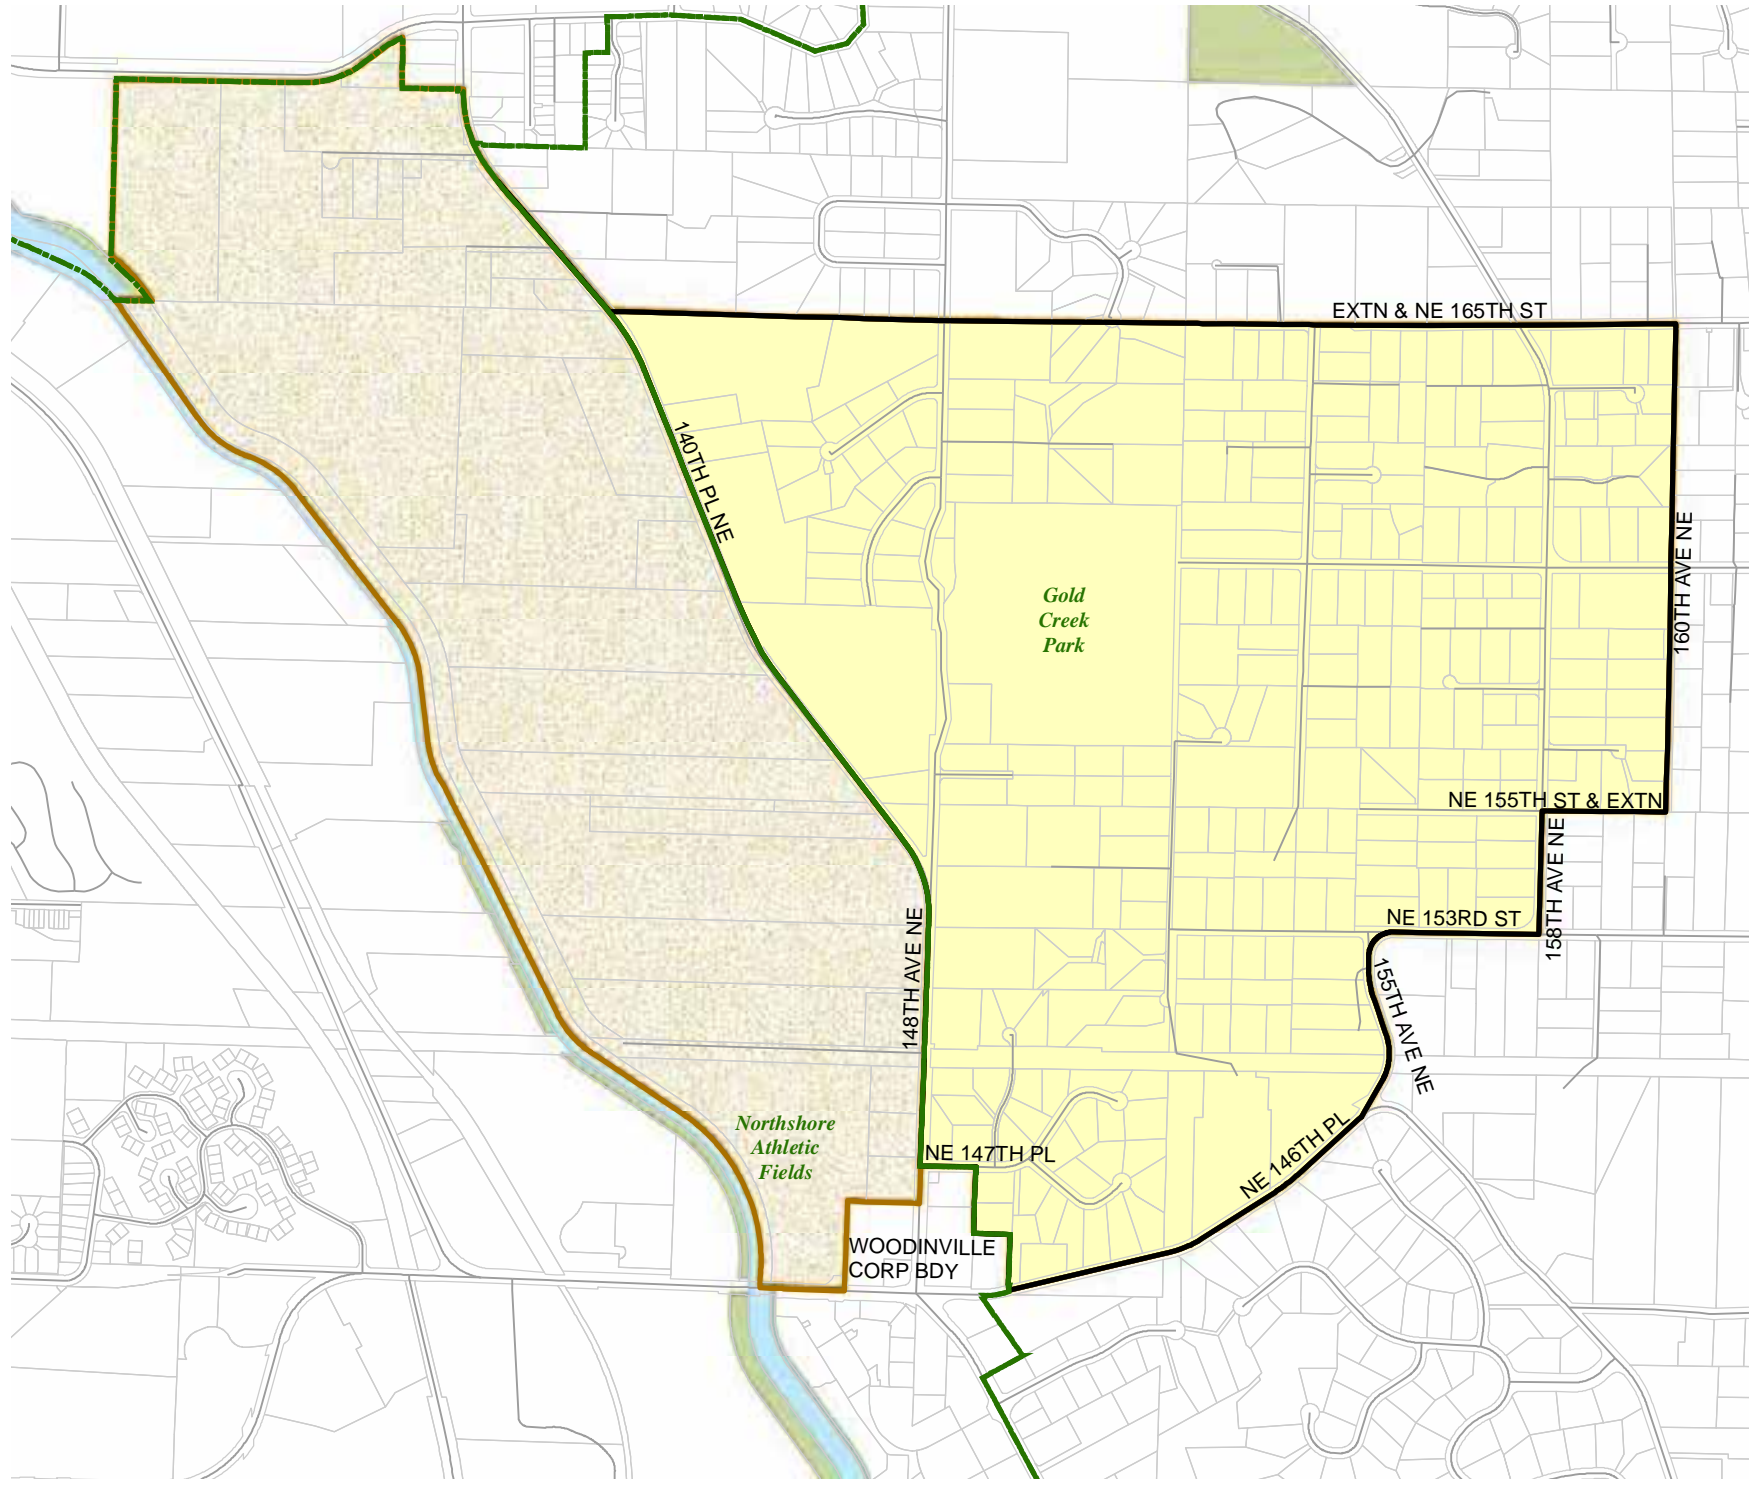 EXTN & NE 165TH ST
140TH PL NE
160TH AVE NE
Gold
Creek
Park
NE 155TH ST & EXTN
158TH AVE NE
NE 153RD ST
148TH AVE NE
155TH AVE NE
Northshore
Athletic
Fields
NE 147TH PL
NE 146TH PL
WOODINVILLE
CORP BDY